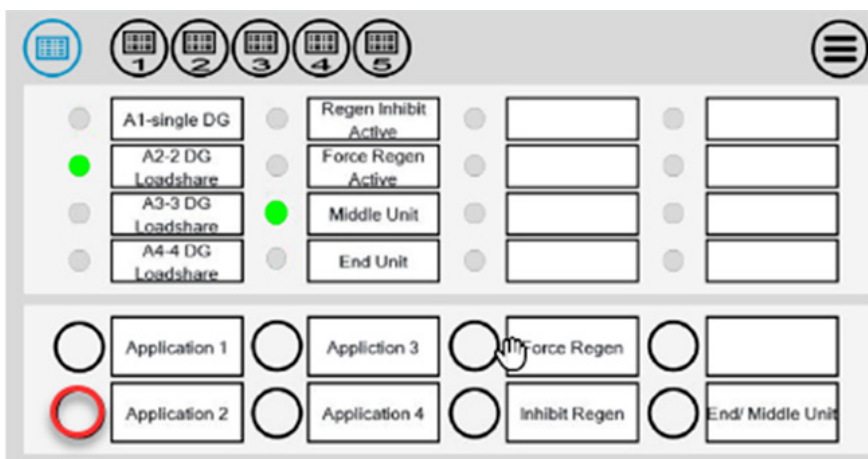 1 2 3 4 5
A1-single DG
Regen Inhibit
Active
A2-2 DG
Loadshare
Force Regen
Active
A3-3 DG
Loadshare
Middle Unit
A4-4 DG
Loadshare
End Unit
Application 1
Appliction 3
Force Regen
Application 2
Application 4
Inhibit Regen
End/ Middle Unit